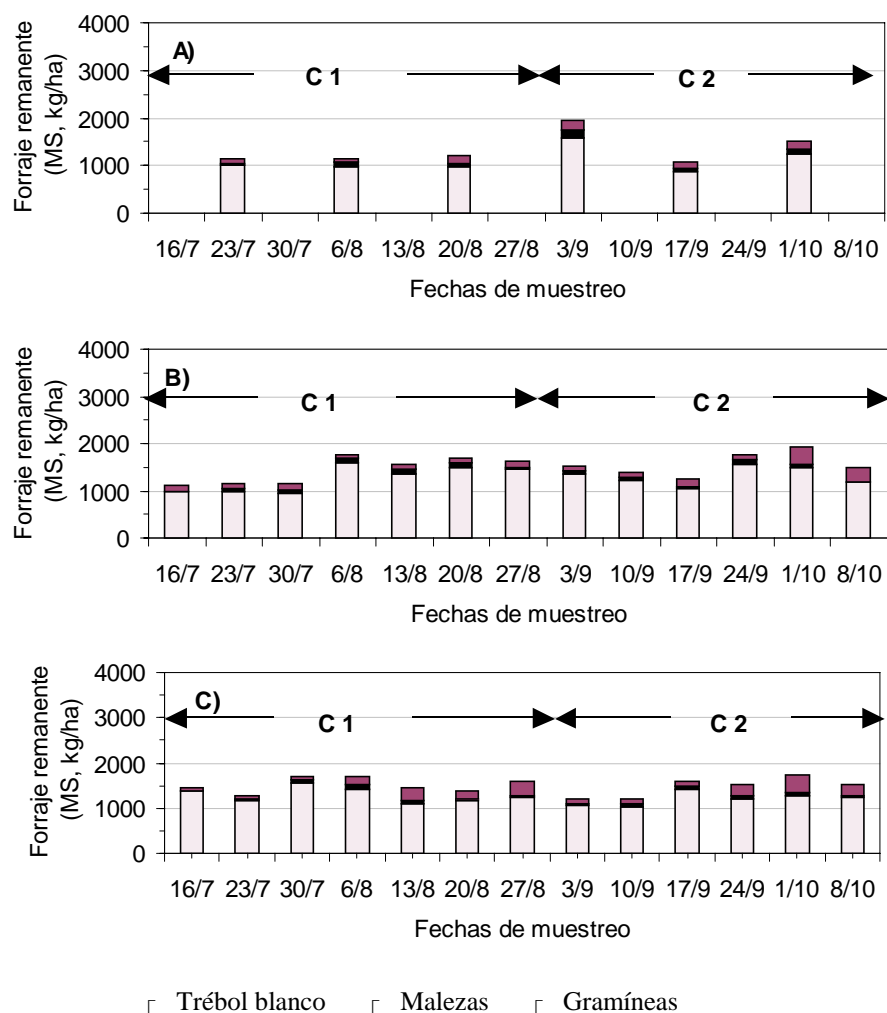 4000
3000
2000
1000
0
Forraje remanente
(MS, kg/ha)
A)
C 1
C 2
16/7 23/7 30/7 6/8 13/8 20/8 27/8 3/9 10/9 17/9 24/9 1/10 8/10
Fechas de muestreo
4000
3000
2000
1000
0
Forraje remanente
(MS, kg/ha)
B)
C 1
C 2
16/7 23/7 30/7 6/8 13/8 20/8 27/8 3/9 10/9 17/9 24/9 1/10 8/10
Fechas de muestreo
4000
3000
2000
1000
0
Forraje remanente
(MS, kg/ha)
C)
C 1
C 2
16/7 23/7 30/7 6/8 13/8 20/8 27/8 3/9 10/9 17/9 24/9 1/10 8/10
Fechas de muestreo
Trébol blanco Malezas Gramíneas